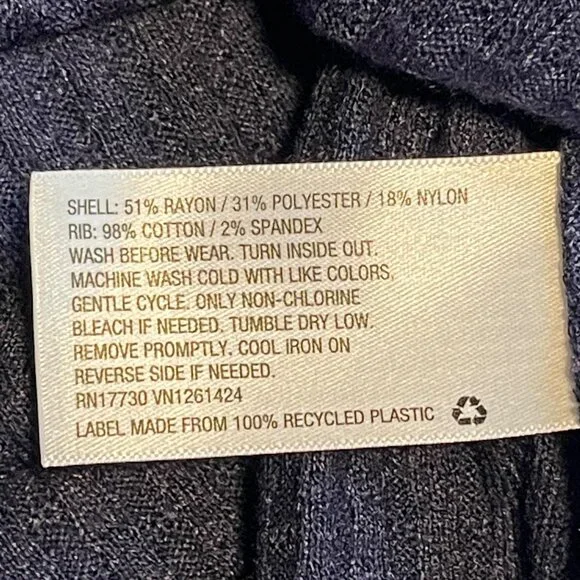 SHELL: 51% RAYON / 31% POLYESTER / 18% NYLON
RIB: 98% COTTON / 2% SPANDEX
WASH BEFORE WEAR. TURN INSIDE OUT.
MACHINE WASH COLD WITH LIKE COLORS.
GENTLE CYCLE. ONLY NON-CHLORINE
BLEACH IF NEEDED. TUMBLE DRY LOW.
REMOVE PROMPTLY. COOL IRON ON
REVERSE SIDE IF NEEDED.
RN17730 VN1261424
LABEL MADE FROM 100% RECYCLED PLASTIC